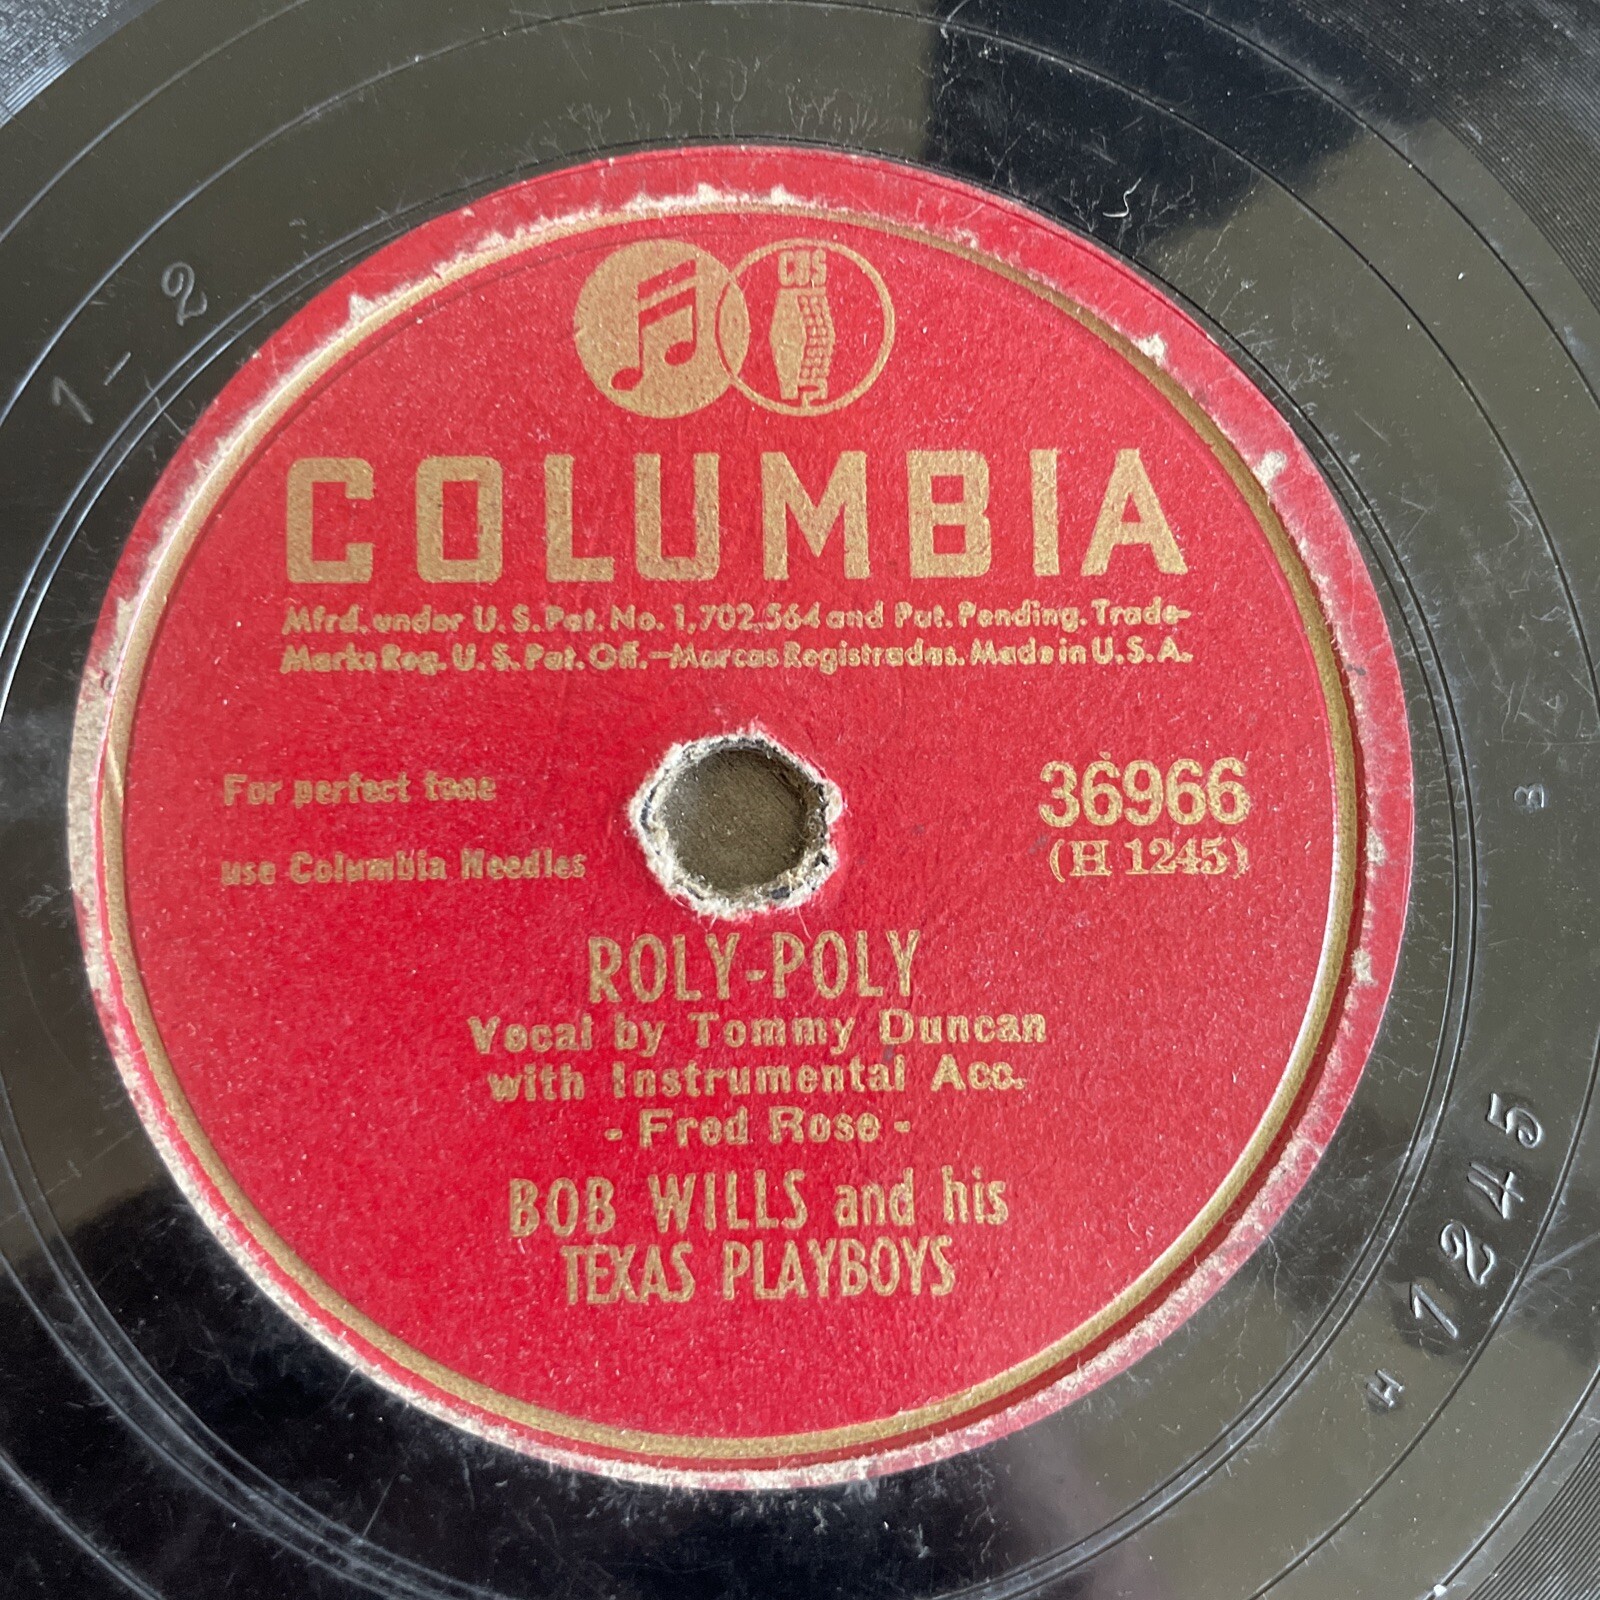 CBS
COLUMBIA
Mfrd. under U. S. Pat. No. 1,702,564 and Pat. Pending. Trade-
Marks Reg. U. S. Pat. Off.—Marcas Registradas. Made in U. S. A.
For perfect tone
use Columbia Needles
36966
(H 1245)
ROLY-POLY
Vocal by Tommy Duncan
with Instrumental Acc.
- Fred Rose -
BOB WILLS and his
TEXAS PLAYBOYS
1-2
H 1245
B